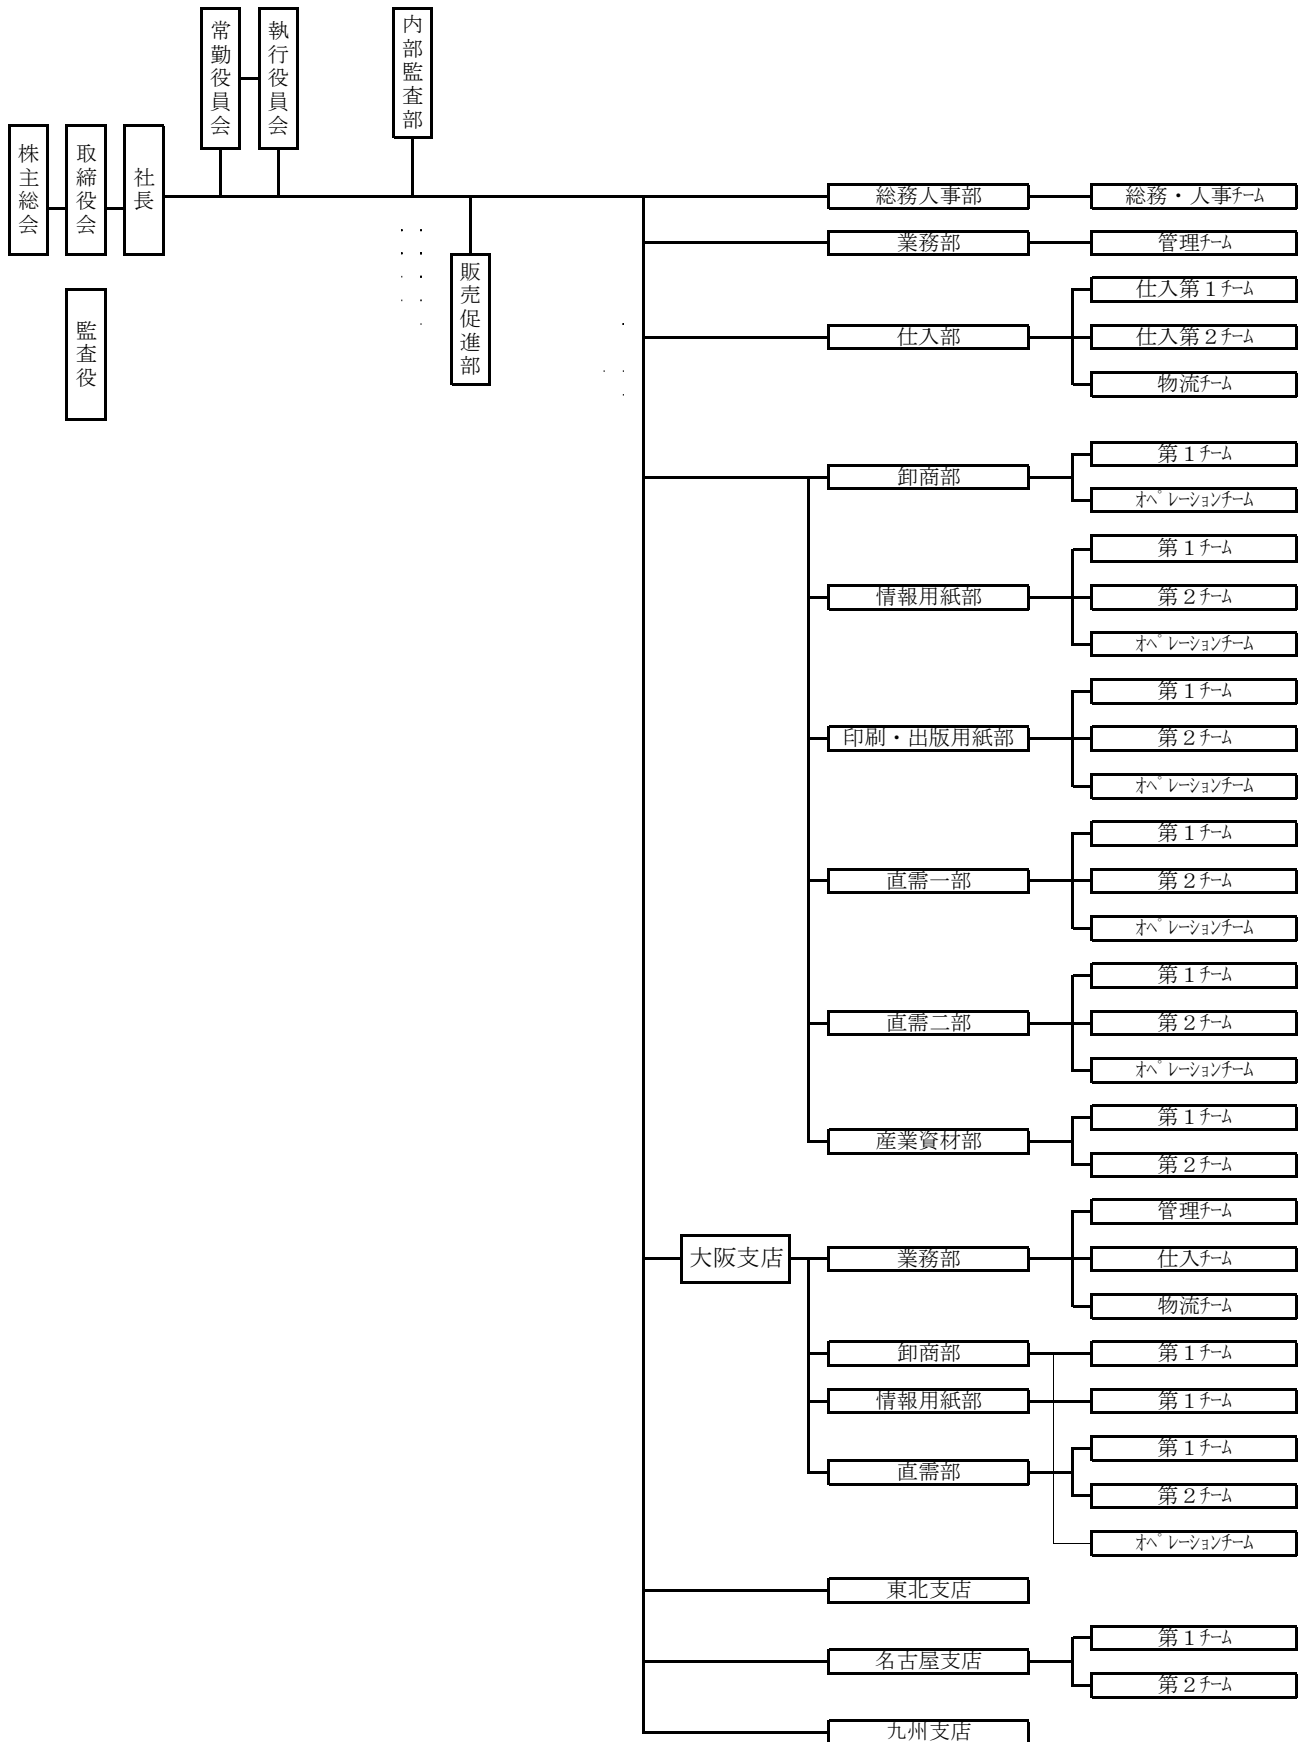 常勤役員会
執行役員会
内部監査部
株主総会
取締役会
社長
監査役
販売促進部
総務人事部
総務・人事ﾁｰﾑ
業務部
管理ﾁｰﾑ
仕入部
仕入第１ﾁｰﾑ
仕入第２ﾁｰﾑ
物流ﾁｰﾑ
卸商部
第１ﾁｰﾑ
ｵﾍﾟﾚｰｼｮﾝﾁｰﾑ
情報用紙部
第１ﾁｰﾑ
第２ﾁｰﾑ
ｵﾍﾟﾚｰｼｮﾝﾁｰﾑ
印刷・出版用紙部
第１ﾁｰﾑ
第２ﾁｰﾑ
ｵﾍﾟﾚｰｼｮﾝﾁｰﾑ
直需一部
第１ﾁｰﾑ
第２ﾁｰﾑ
ｵﾍﾟﾚｰｼｮﾝﾁｰﾑ
直需二部
第１ﾁｰﾑ
第２ﾁｰﾑ
ｵﾍﾟﾚｰｼｮﾝﾁｰﾑ
産業資材部
第１ﾁｰﾑ
第２ﾁｰﾑ
大阪支店
業務部
管理ﾁｰﾑ
仕入ﾁｰﾑ
物流ﾁｰﾑ
卸商部
第１ﾁｰﾑ
情報用紙部
第１ﾁｰﾑ
直需部
第１ﾁｰﾑ
第２ﾁｰﾑ
ｵﾍﾟﾚｰｼｮﾝﾁｰﾑ
東北支店
名古屋支店
第１ﾁｰﾑ
第２ﾁｰﾑ
九州支店